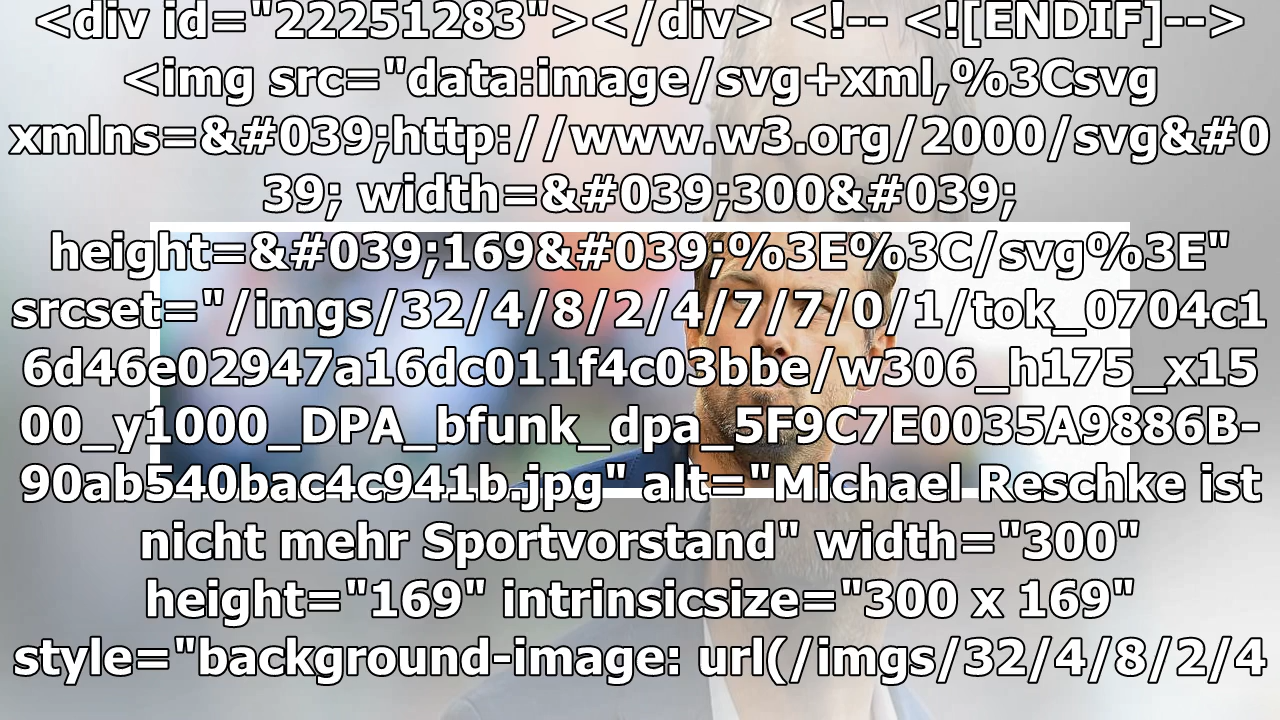 <div id="22251283"></div> <!-- <![ENDIF]-->
<img src="data:image/svg+xml,%3Csvg
xmlns=&#039;http://www.w3.org/2000/svg&#0
39; width=&#039;300&#039;
height=&#039;169&#039;%3E%3C/svg%3E"
srcset="/imgs/32/4/8/2/4/7/7/0/1/tok_0704c1
6d46e02947a16dc011f4c03bbe/w306_h175_x15
00_y1000_DPA_bfunk_dpa_5F9C7E0035A9886B-
90ab540bac4c941b.jpg" alt="Michael Reschke ist
nicht mehr Sportvorstand" width="300"
height="169" intrinsicsize="300 x 169"
style="background-image: url(/imgs/32/4/8/2/4